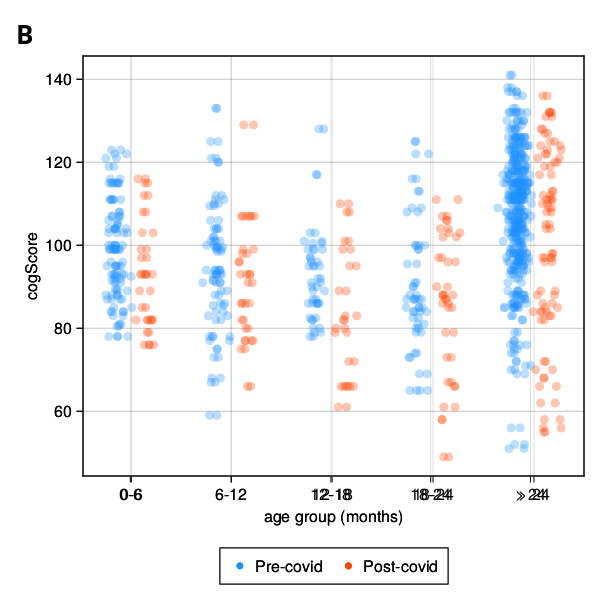 B
140
120
100
80
60
cogScore
0-6
6-12
12-18
18-24
> 24
age group (months)
Pre-covid
Post-covid